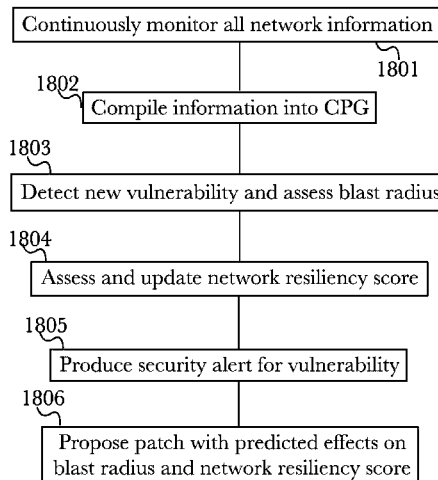 Continuously monitor all network information
1801
1802
Compile information into CPG
1803
Detect new vulnerability and assess blast radius
1804
Assess and update network resiliency score
1805
Produce security alert for vulnerability
1806
Propose patch with predicted effects on
blast radius and network resiliency score